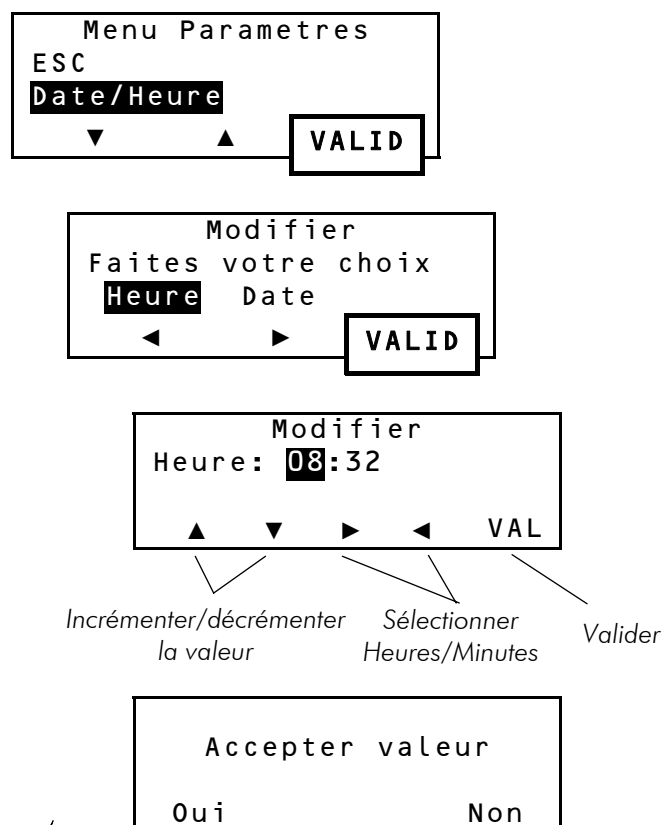 Menu Parametres
ESC
Date/Heure
▼ ▲ VALID
Modifier
Faites votre choix
Heure Date
◄ ► VALID
Modifier
Heure: 08:32
▲ ▼ ► ◄ VAL
Incrémenter/décrémenter
la valeur
Sélectionner
Heures/Minutes
Valider
Accepter valeur
Oui Non